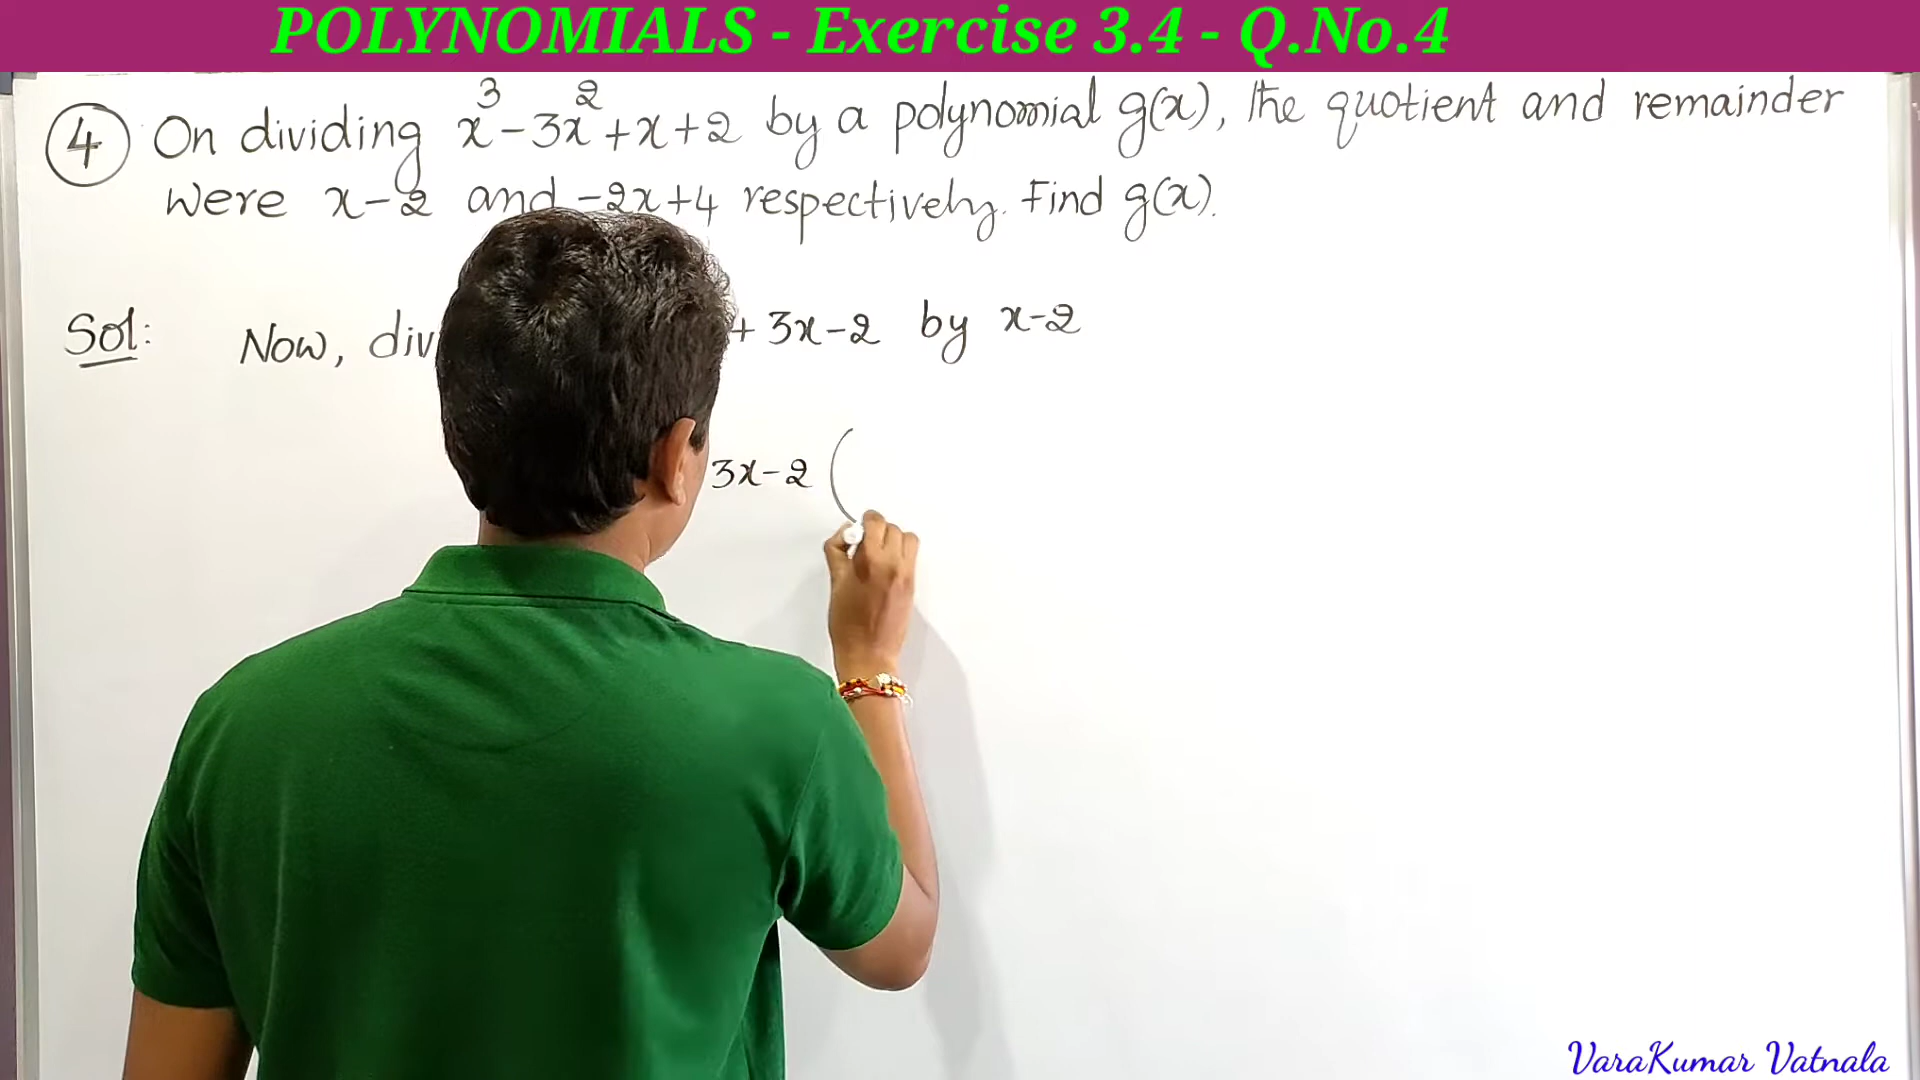 POLYNOMIALS - Exercise 3.4 - Q.No.4
4 On dividing x³-3x²+x+2 by a polynomial g(x), the quotient and remainder
were x-2 and -2x+4 respectively. Find g(x).
Sol: Now, + 3x-2 by x-2
3x-2 (
VaraKumar Vatnala